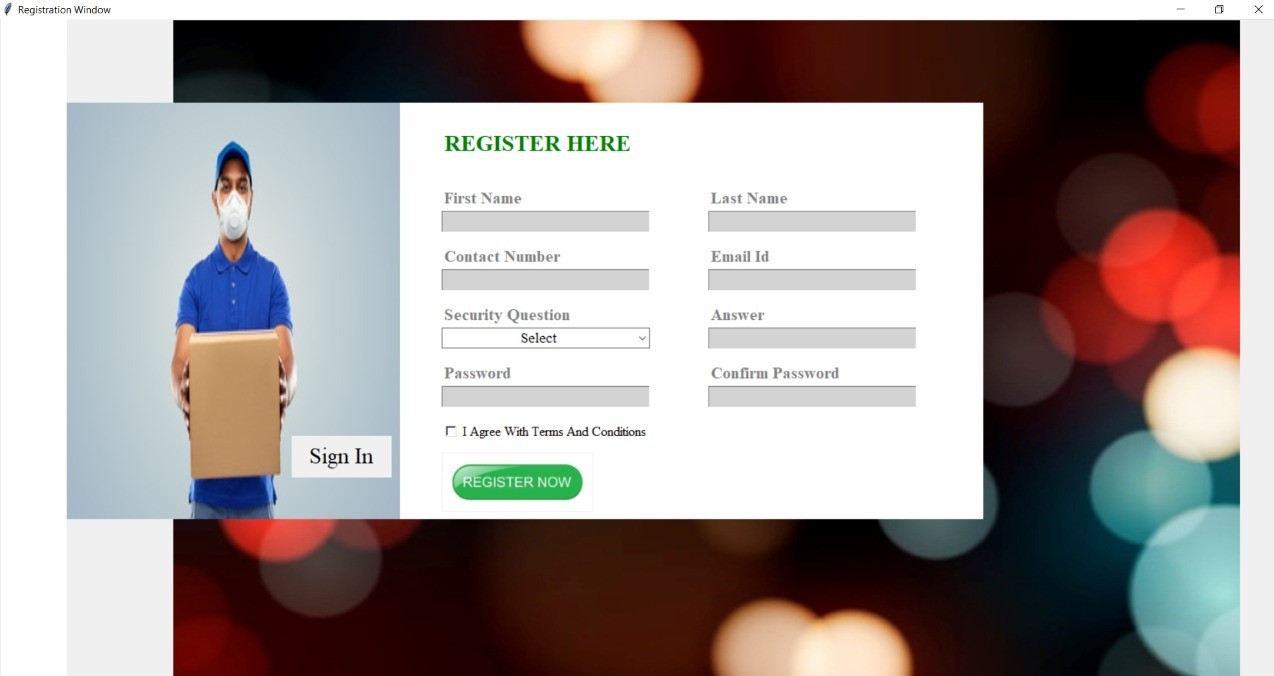 Registration Window
REGISTER HERE
First Name
Last Name
Contact Number
Email Id
Security Question
Answer
Select
Password
Confirm Password
I Agree With Terms And Conditions
Sign In
REGISTER NOW